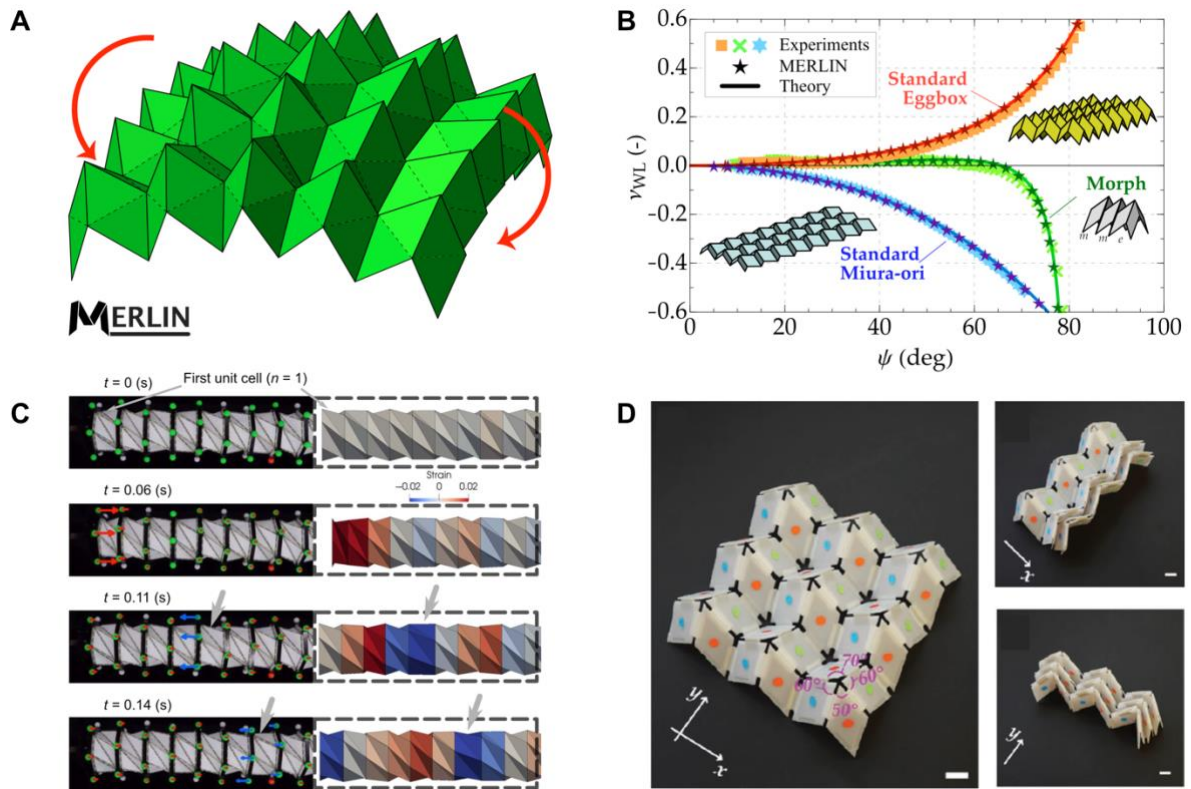 A
MERLIN
B
ν_WL (-)
0.6
0.4
0.2
0.0
-0.2
-0.4
-0.6
Experiments
MERLIN
Theory
Standard
Eggbox
Morph
m m e
Standard
Miura-ori
0 20 40 60 80 100
ψ (deg)
C
t = 0 (s)
First unit cell (n = 1)
Strain
−0.02 0 0.02
t = 0.06 (s)
t = 0.11 (s)
t = 0.14 (s)
D
70°
60° 60°
50°
y
x
x
y